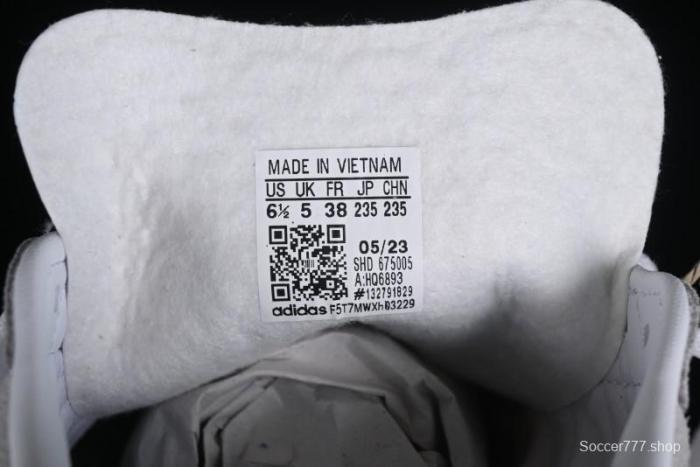 MADE IN VIETNAM
US UK FR JP CHN
6½ 5 38 235 235
05/23
SHD 675005
A:HQ6893
#132791829
adidas F5T7MWXh03229
Soccer777.shop